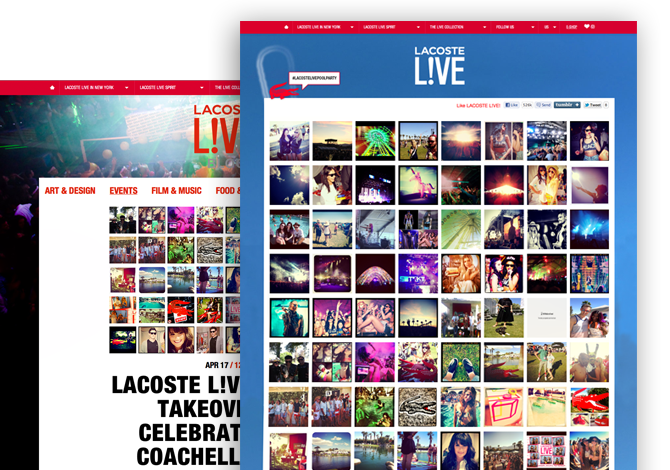 LACOSTE LIVE IN NEW YORK LACOSTE LIVE SPIRIT THE LIVE COLLECTION FOLLOW US US E-SHOP
LACOSTE
L!VE
#LACOSTELIVEPOOLPARTY
Like LACOSTE LIVE! Like Send tumblr + Tweet
LACOSTE LIVE IN NEW YORK LACOSTE LIVE SPIRIT THE LIVE COLL
LACOSTE
L!V
ART & DESIGN EVENTS FILM & MUSIC FOOD &
APR 17 / 1
LACOSTE L!V
TAKEOV
CELEBRAT
COACHELL
L!VE